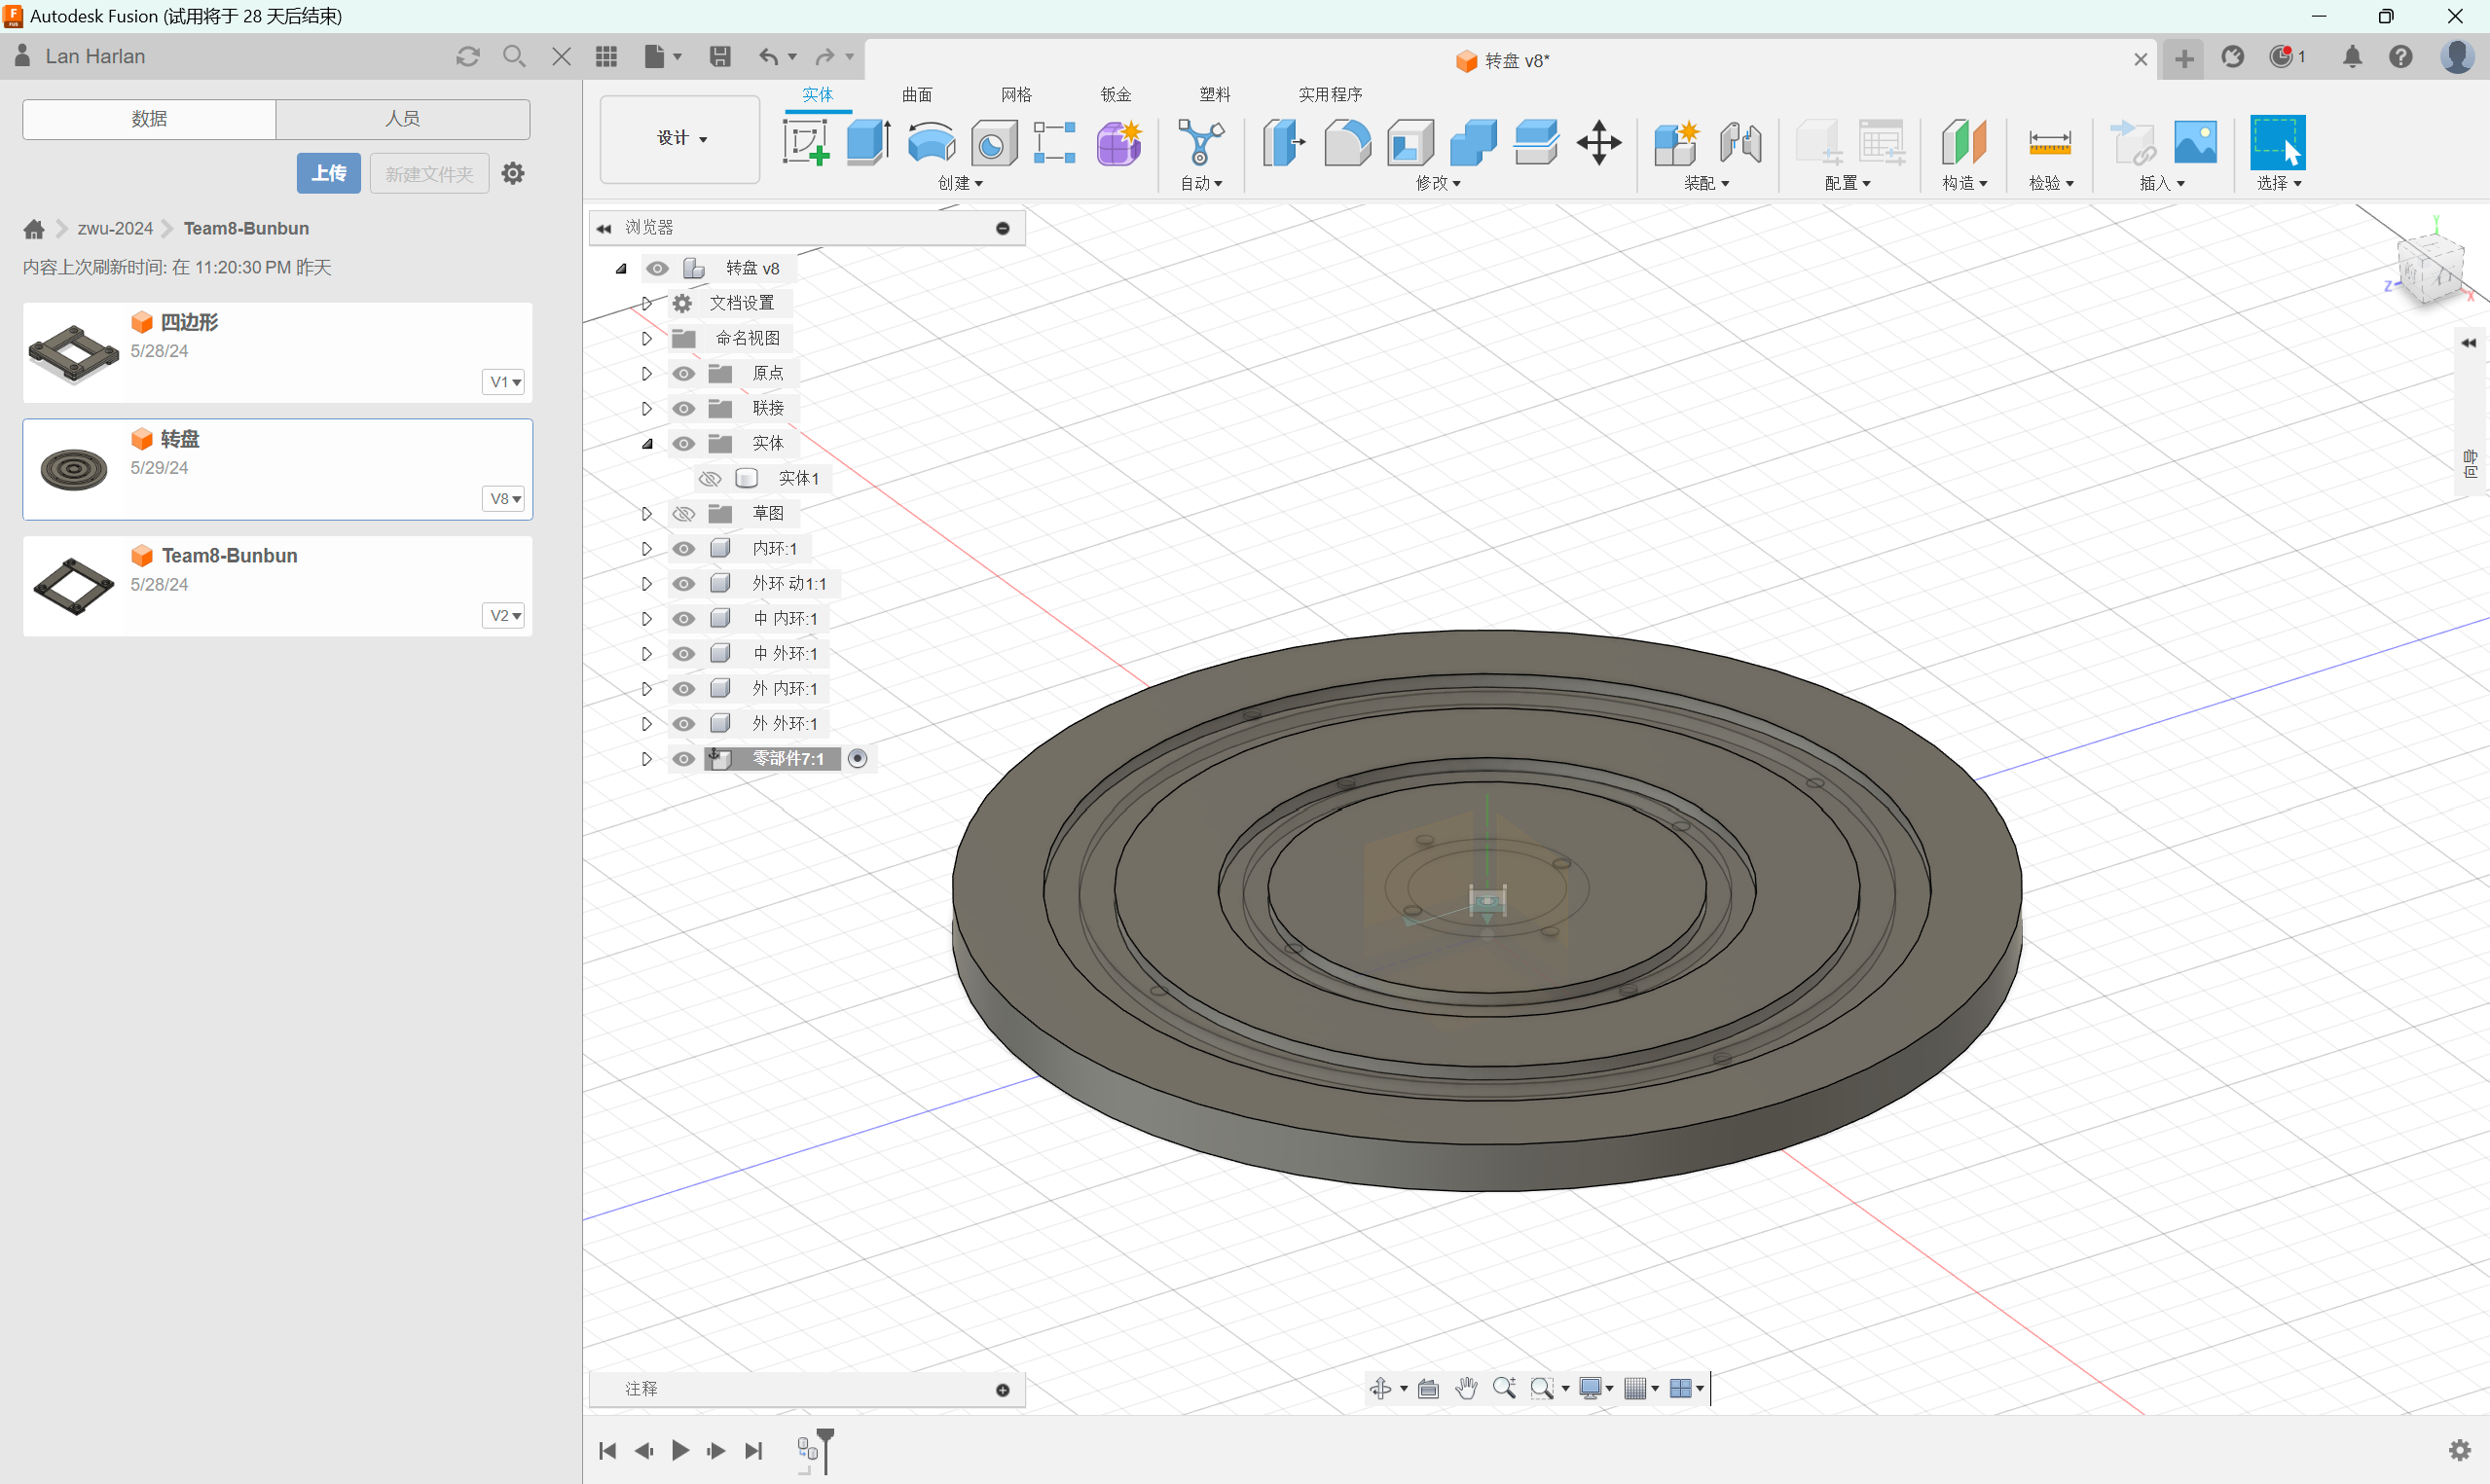 Autodesk Fusion (试用将于 28 天后结束)
Lan Harlan
转盘 v8*
1
数据
人员
上传
新建文件夹
zwu-2024
Team8-Bunbun
内容上次刷新时间: 在 11:20:30 PM 昨天
四边形
5/28/24
V1
转盘
5/29/24
V8
Team8-Bunbun
5/28/24
V2
实体
曲面
网格
钣金
塑料
实用程序
设计
创建
自动
修改
装配
配置
构造
检验
插入
选择
浏览器
转盘 v8
文档设置
命名视图
原点
联接
实体
实体1
草图
内环:1
外环 动1:1
中 内环:1
中 外环:1
外 内环:1
外 外环:1
零部件7:1
Y
Z
X
向导
注释